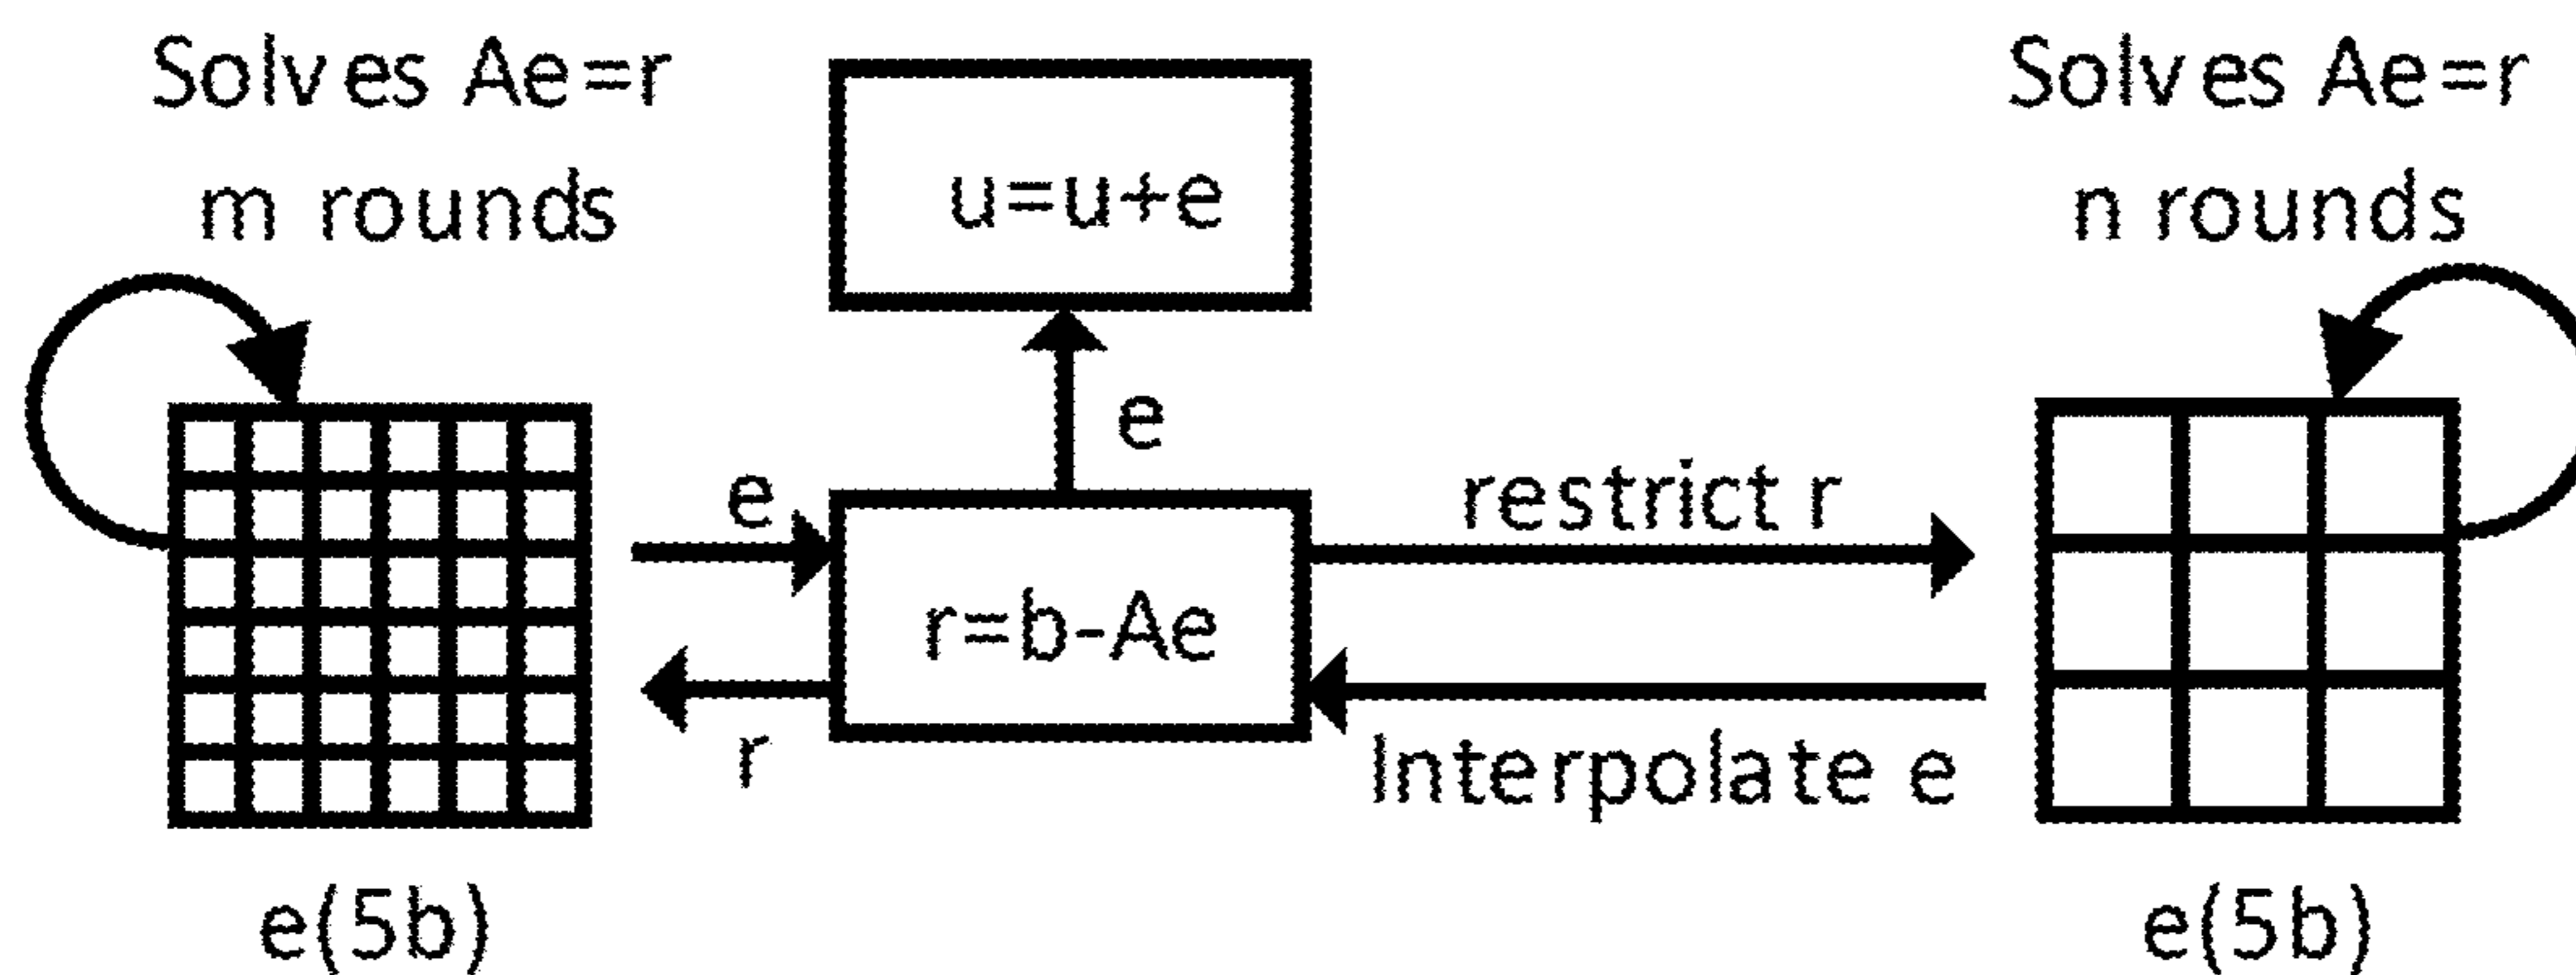 Solves Ae=r
m rounds
u=u+e
Solves Ae=r
n rounds
e
e
restrict r
r=b-Ae
r
Interpolate e
e(5b)
e(5b)